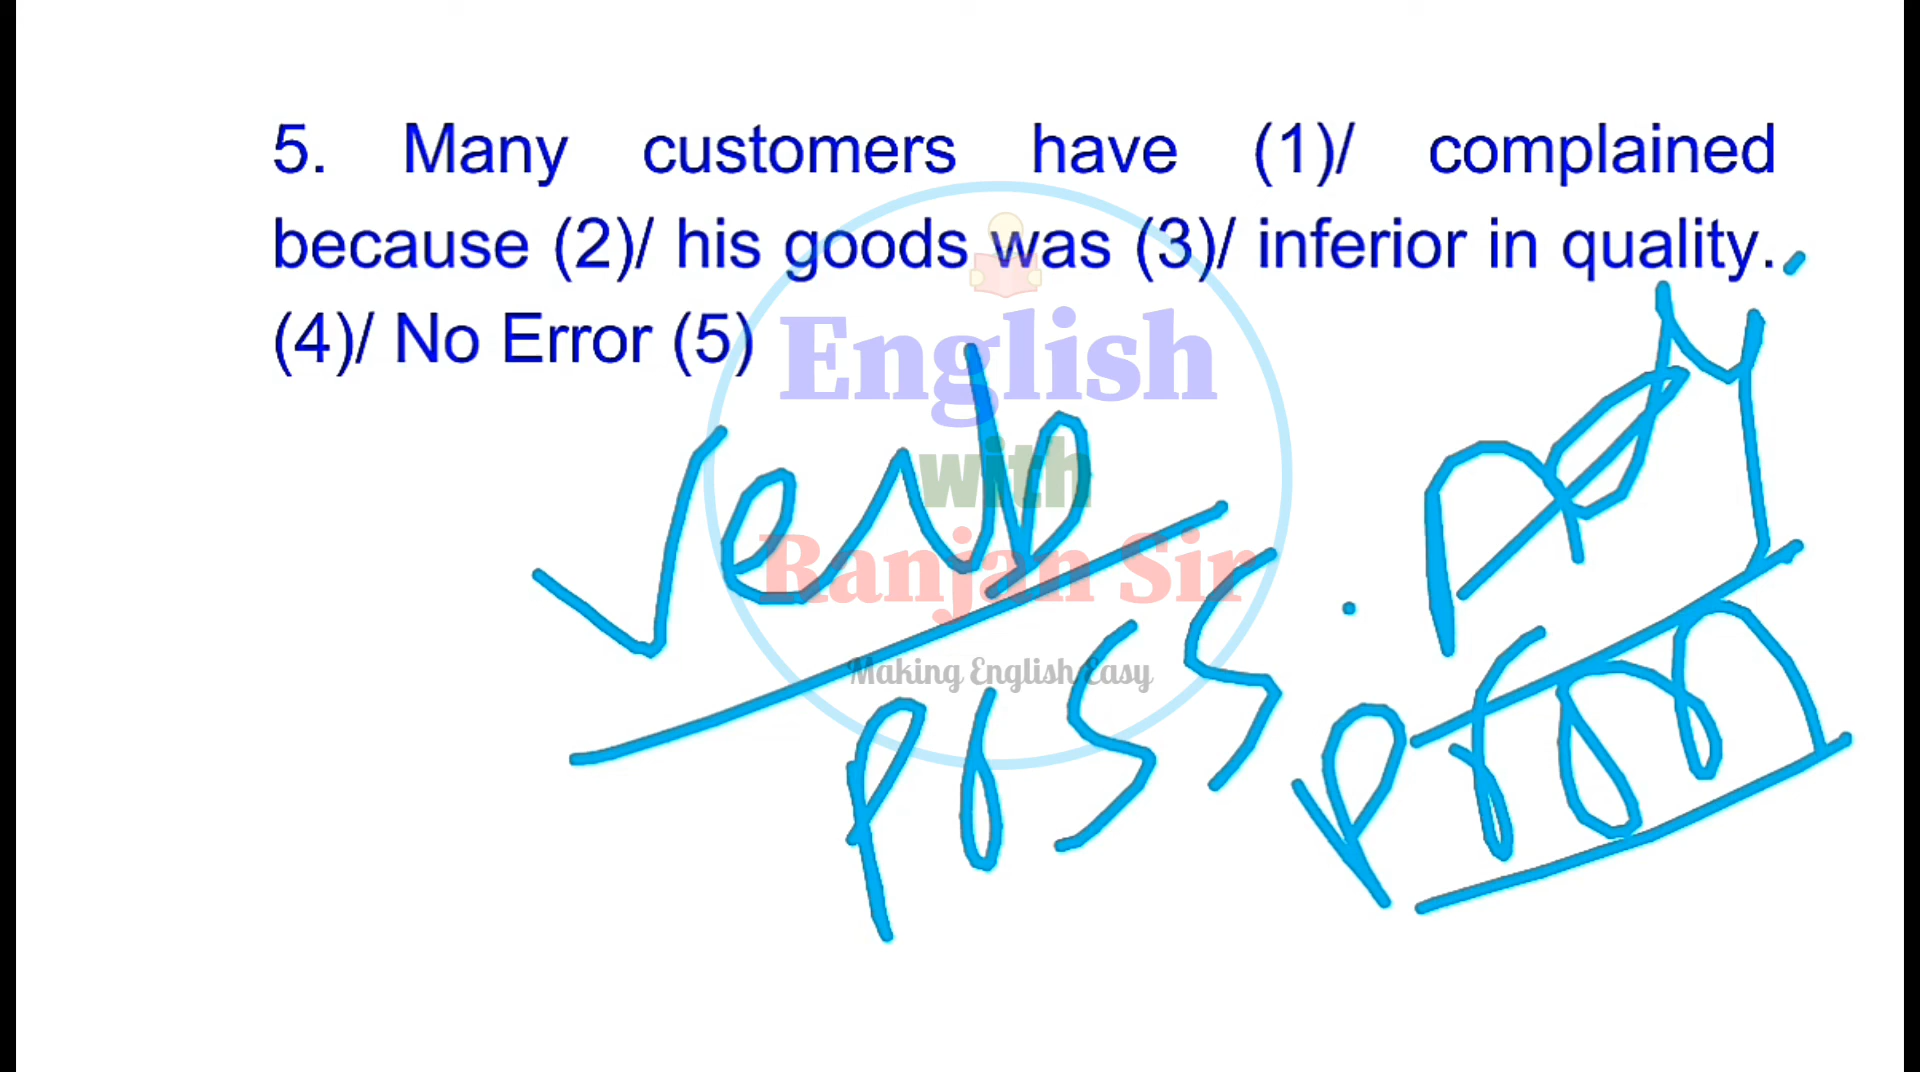 5. Many customers have (1)/ complained
because (2)/ his goods was (3)/ inferior in quality.
(4)/ No Error (5)
English
with
Ranjan Sir
Making English Easy
Verb
poss.